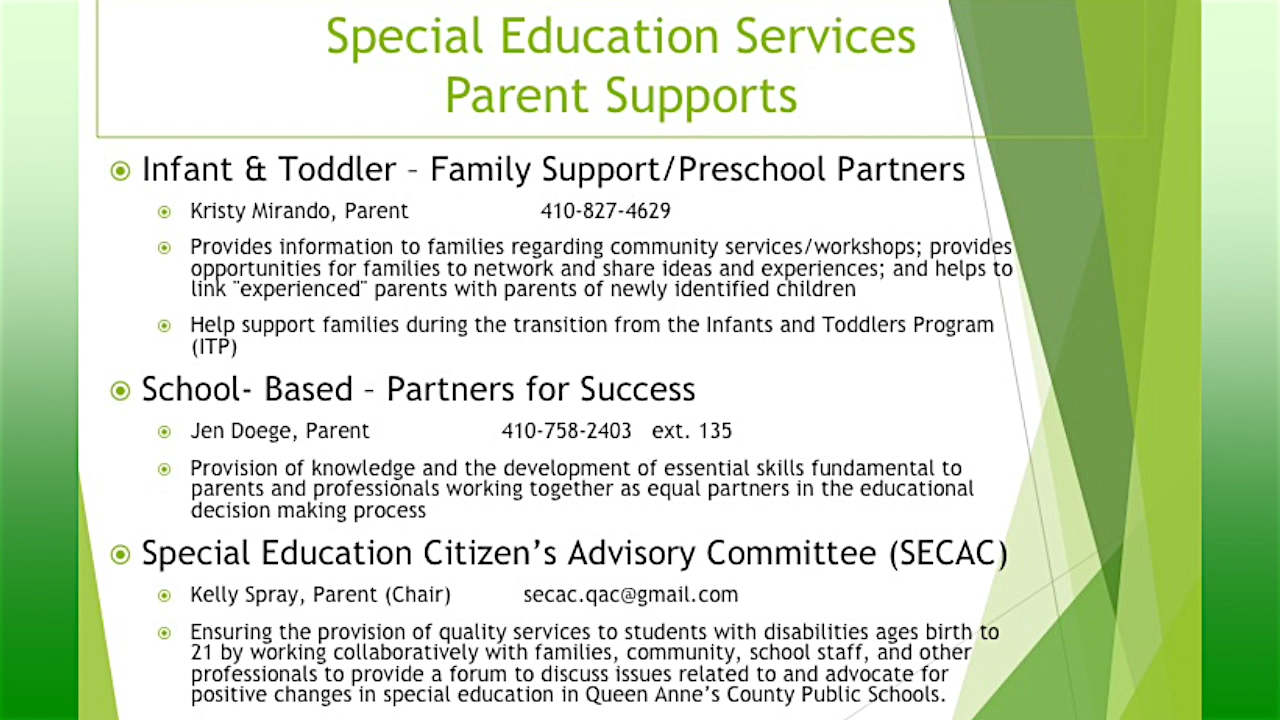 Special Education Services
Parent Supports
Infant & Toddler – Family Support/Preschool Partners
Kristy Mirando, Parent 410-827-4629
Provides information to families regarding community services/workshops; provides
opportunities for families to network and share ideas and experiences; and helps to
link "experienced" parents with parents of newly identified children
Help support families during the transition from the Infants and Toddlers Program
(ITP)
School- Based – Partners for Success
Jen Doege, Parent 410-758-2403 ext. 135
Provision of knowledge and the development of essential skills fundamental to
parents and professionals working together as equal partners in the educational
decision making process
Special Education Citizen’s Advisory Committee (SECAC)
Kelly Spray, Parent (Chair) secac.qac@gmail.com
Ensuring the provision of quality services to students with disabilities ages birth to
21 by working collaboratively with families, community, school staff, and other
professionals to provide a forum to discuss issues related to and advocate for
positive changes in special education in Queen Anne’s County Public Schools.